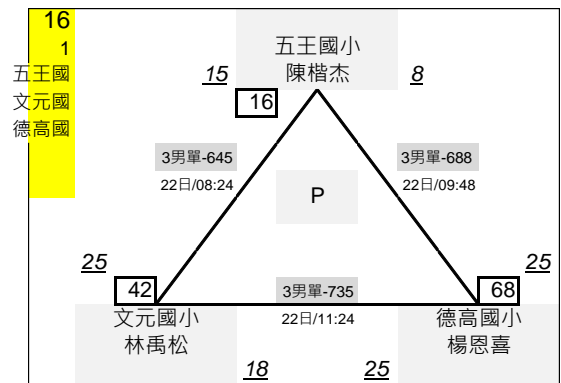 16
1
五王國
文元國
德高國
五王國小
陳楷杰
15
8
16
3男單-645
22日/08:24
3男單-688
22日/09:48
P
25
25
42
68
3男單-735
22日/11:24
文元國小
林禹松
德高國小
楊恩喜
18
25